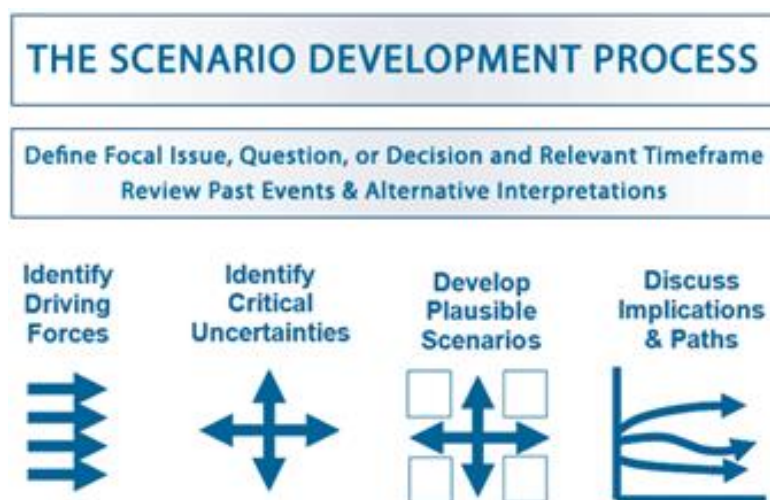 THE SCENARIO DEVELOPMENT PROCESS
Define Focal Issue, Question, or Decision and Relevant Timeframe
Review Past Events & Alternative Interpretations
Identify
Driving
Forces
Identify
Critical
Uncertainties
Develop
Plausible
Scenarios
Discuss
Implications
& Paths